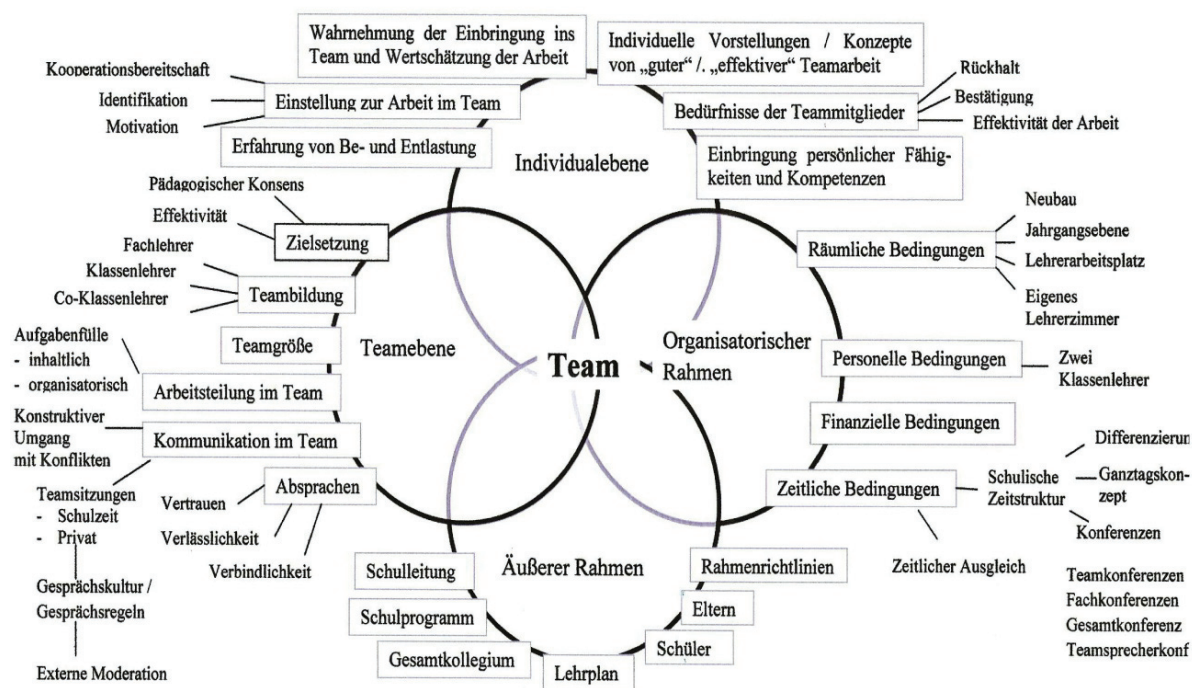 Wahrnehmung der Einbringung ins
Team und Wertschätzung der Arbeit
Individuelle Vorstellungen / Konzepte
von „guter“ /. „effektiver“ Teamarbeit
Kooperationsbereitschaft
Identifikation
Motivation
Einstellung zur Arbeit im Team
Bedürfnisse der Teammitglieder
Rückhalt
Bestätigung
Effektivität der Arbeit
Erfahrung von Be- und Entlastung
Individualebene
Einbringung persönlicher Fähig-
keiten und Kompetenzen
Pädagogischer Konsens
Effektivität
Zielsetzung
Fachlehrer
Klassenlehrer
Co-Klassenlehrer
Teambildung
Teamgröße
Teamebene
Aufgabenfülle
- inhaltlich
- organisatorisch
Arbeitsteilung im Team
Konstruktiver
Umgang
mit Konflikten
Kommunikation im Team
Teamsitzungen
- Schulzeit
- Privat
Absprachen
Vertrauen
Verlässlichkeit
Verbindlichkeit
Gesprächskultur /
Gesprächsregeln
Externe Moderation
Team
Organisatorischer
Rahmen
Räumliche Bedingungen
Neubau
Jahrgangsebene
Lehrerarbeitsplatz
Eigenes
Lehrerzimmer
Personelle Bedingungen
Zwei
Klassenlehrer
Finanzielle Bedingungen
Zeitliche Bedingungen
Schulische
Zeitstruktur
Differenzierun
Ganztagskon-
zept
Konferenzen
Zeitlicher Ausgleich
Teamkonferenzen
Fachkonferenzen
Gesamtkonferenz
Teamsprecherkonf
Äußerer Rahmen
Schulleitung
Schulprogramm
Gesamtkollegium
Lehrplan
Schüler
Eltern
Rahmenrichtlinien